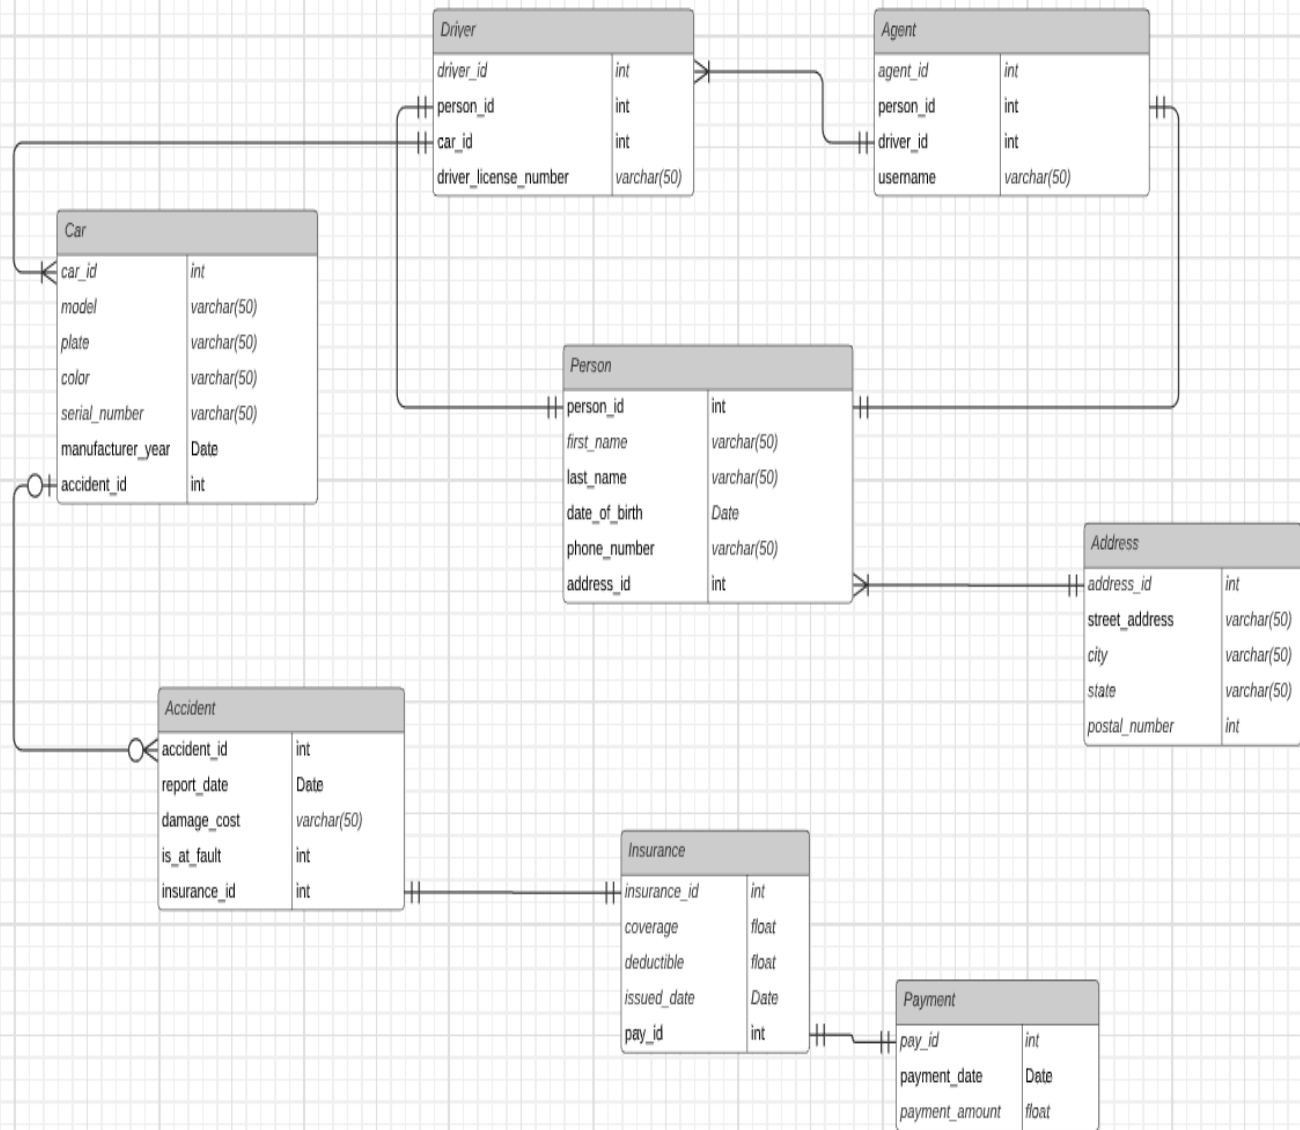 Driver
driver_id int
person_id int
car_id int
driver_license_number varchar(50)
Agent
agent_id int
person_id int
driver_id int
username varchar(50)
Car
car_id int
model varchar(50)
plate varchar(50)
color varchar(50)
serial_number varchar(50)
manufacturer_year Date
accident_id int
Person
person_id int
first_name varchar(50)
last_name varchar(50)
date_of_birth Date
phone_number varchar(50)
address_id int
Address
address_id int
street_address varchar(50)
city varchar(50)
state varchar(50)
postal_number int
Accident
accident_id int
report_date Date
damage_cost varchar(50)
is_at_fault int
insurance_id int
Insurance
insurance_id int
coverage float
deductible float
issued_date Date
pay_id int
Payment
pay_id int
payment_date Date
payment_amount float